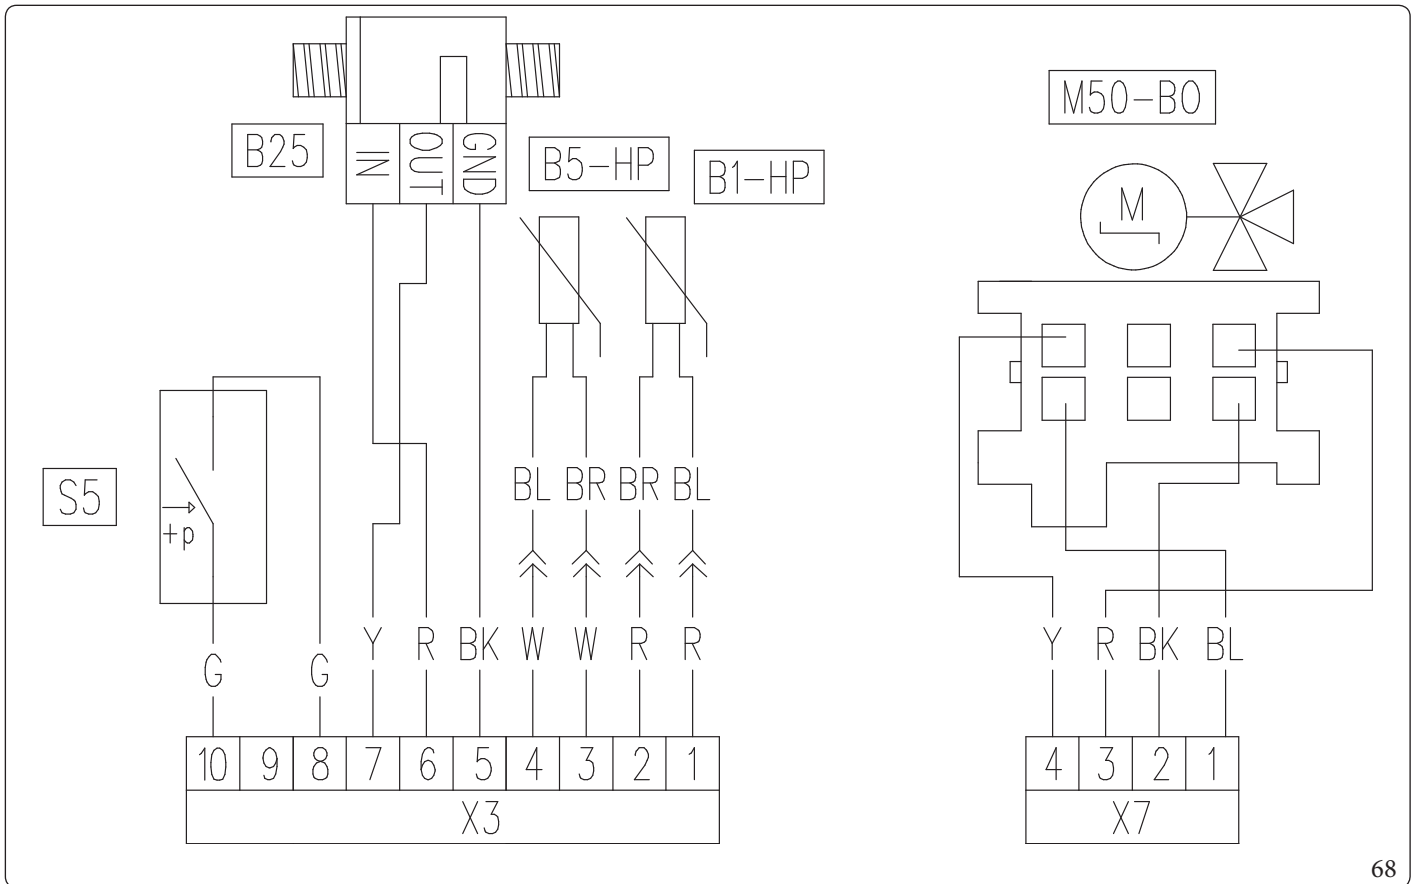 M50-B0
B25
IN OUT GND
B5-HP
B1-HP
M
S5
+p
BL BR BR BL
G G Y R BK W W R R
Y R BK BL
10 9 8 7 6 5 4 3 2 1
X3
4 3 2 1
X7
68